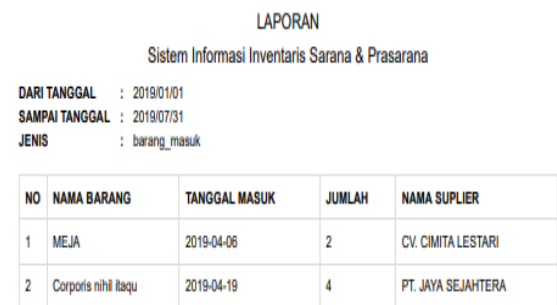 LAPORAN
Sistem Informasi Inventaris Sarana & Prasarana
DARI TANGGAL : 2019/01/01
SAMPAI TANGGAL : 2019/07/31
JENIS : barang_masuk
NO NAMA BARANG TANGGAL MASUK JUMLAH NAMA SUPLIER
1 MEJA 2019-04-06 2 CV. CIMITA LESTARI
2 Corporis nihil itaqu 2019-04-19 4 PT. JAYA SEJAHTERA